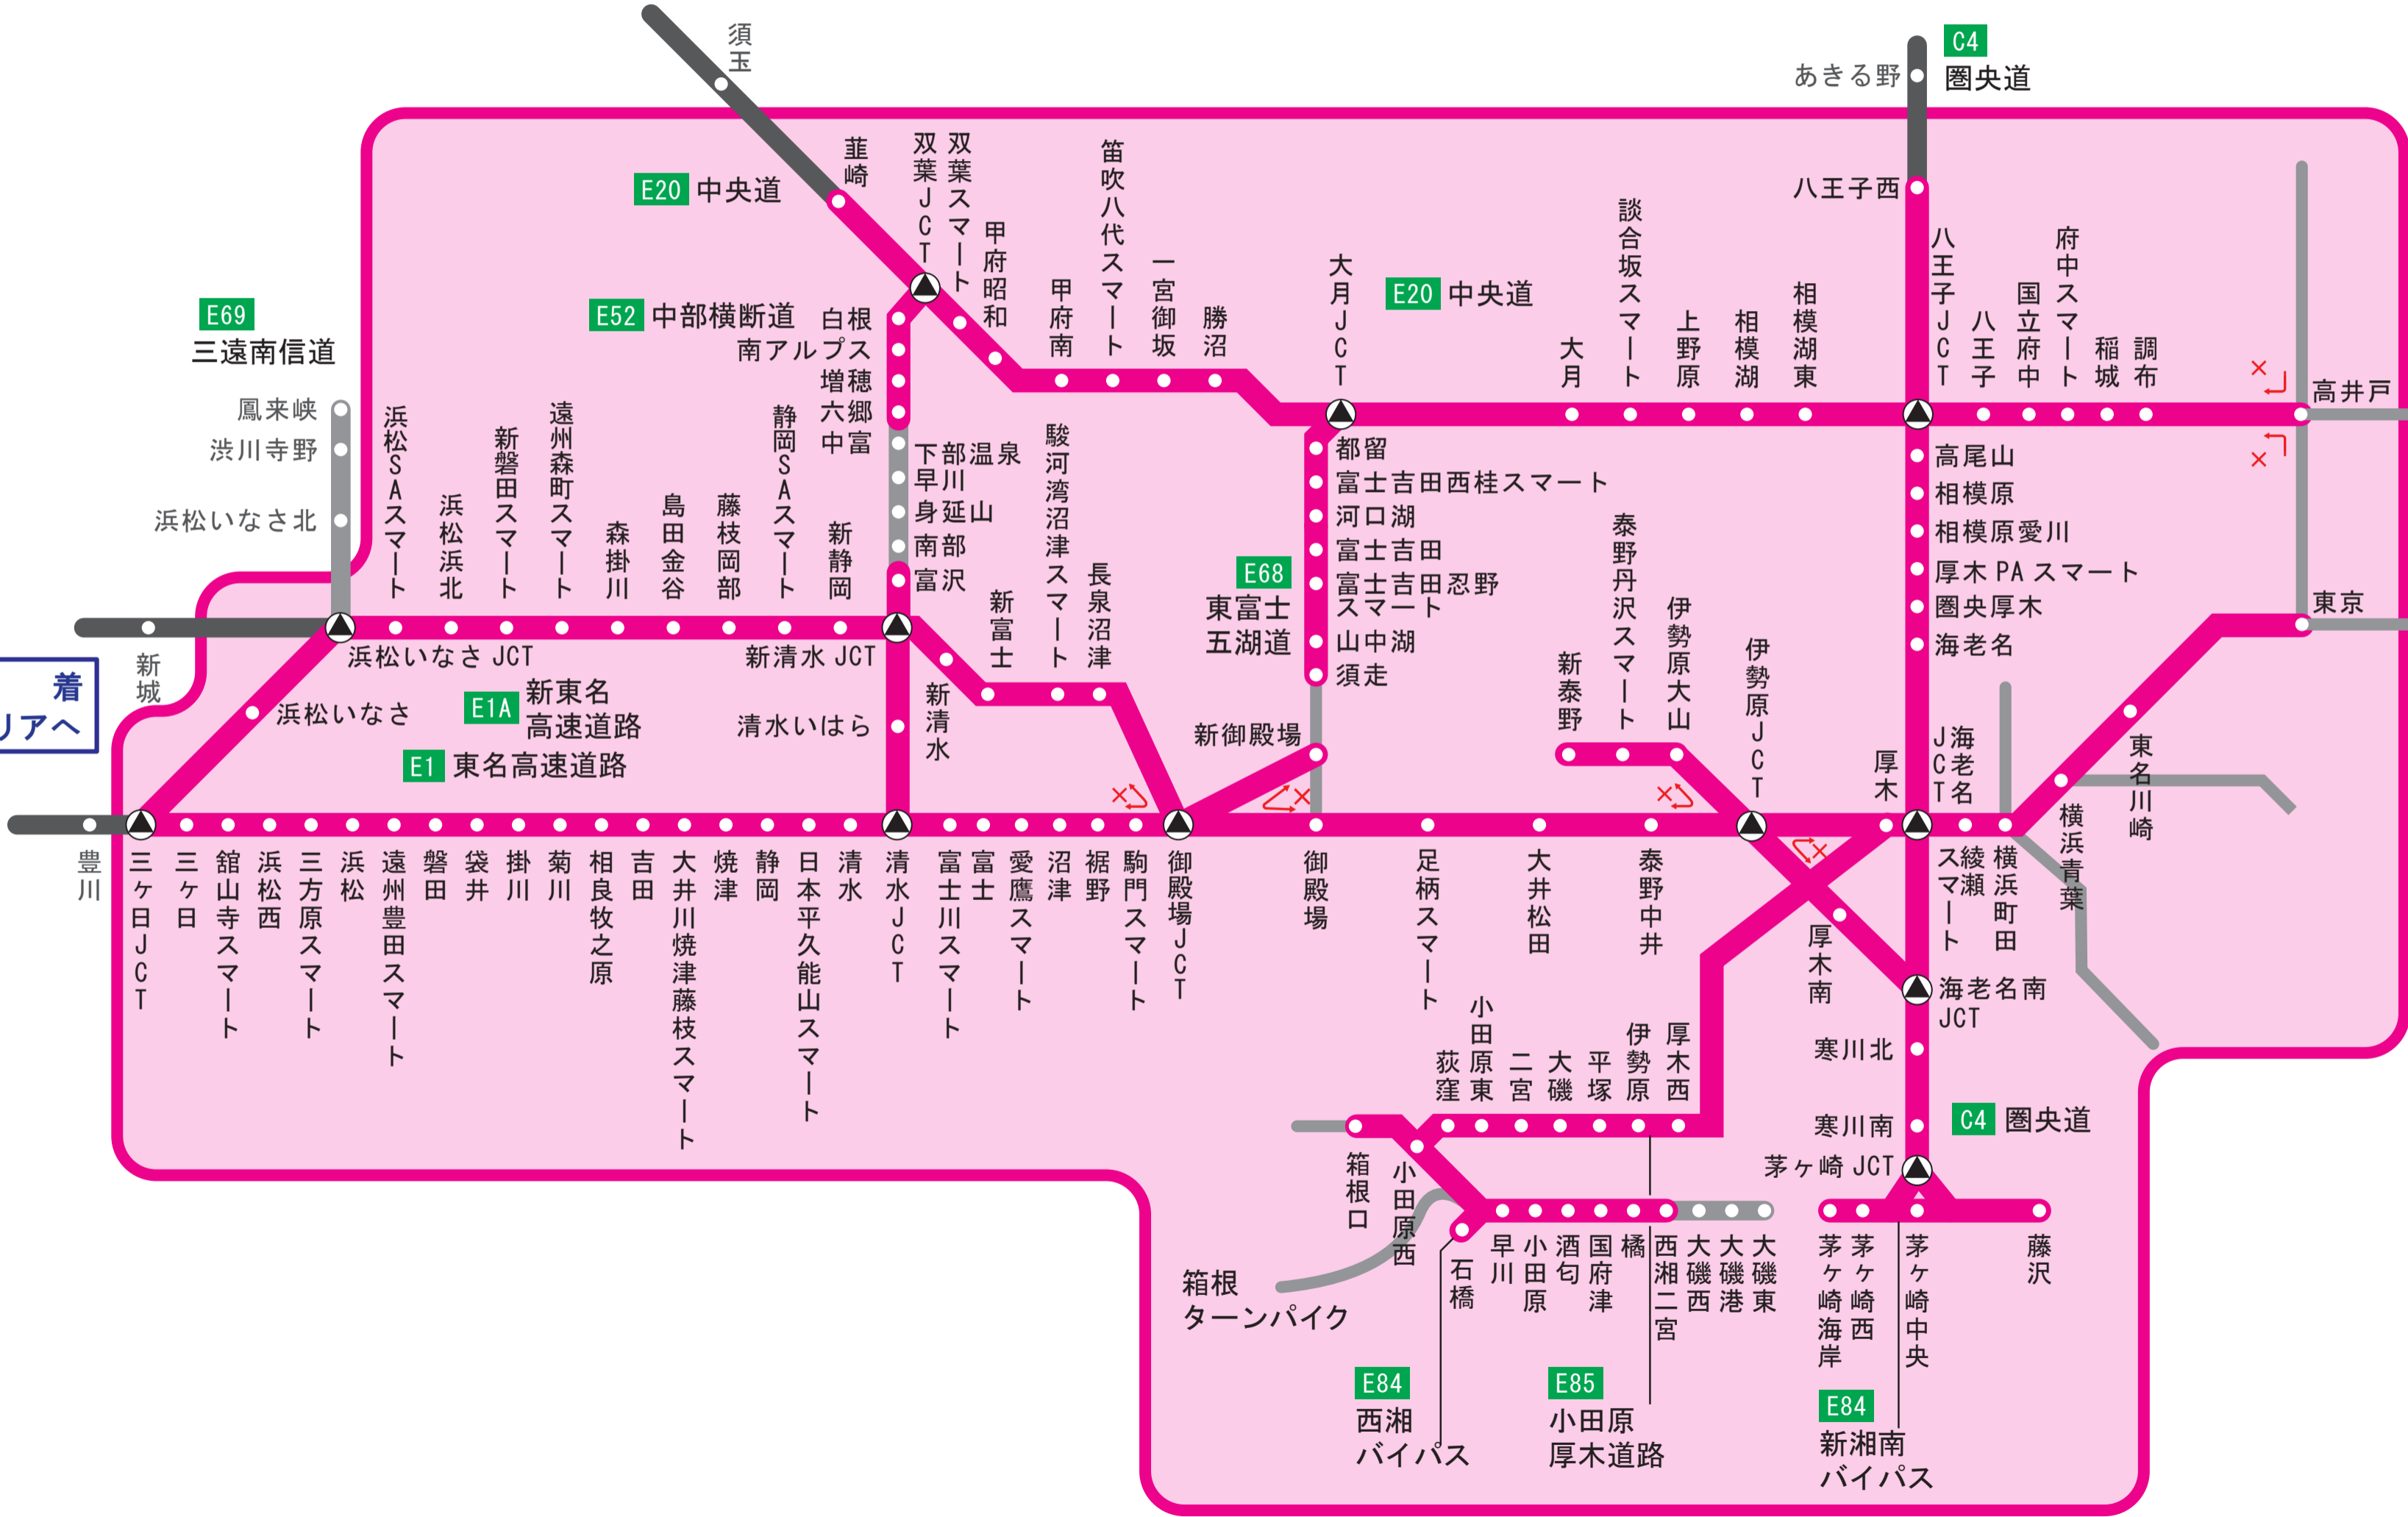 須玉
C4
圏央道
あきる野
E20 中央道
韮崎
双葉JCT
双葉スマート
甲府昭和
甲府南
笛吹八代スマート
一宮御坂
勝沼
大月JCT
E20 中央道
大月
談合坂スマート
上野原
相模湖
相模湖東
八王子西
八王子JCT
八王子
国立府中
府中スマート
稲城
調布
高井戸
E69
三遠南信道
鳳来峡
渋川寺野
浜松いなさ北
E52 中部横断道
白根
南アルプス
増穂
六郷
中富
下部温泉
早川
身延山
南部
富沢
浜松SAスマート
浜松浜北
新磐田スマート
遠州森町スマート
森掛川
島田金谷
藤枝岡部
静岡SAスマート
新静岡
新富士
駿河湾沼津スマート
長泉沼津
都留
富士吉田西桂スマート
河口湖
富士吉田
富士吉田忍野
スマート
山中湖
須走
E68
東富士
五湖道
新御殿場
新秦野
秦野丹沢スマート
伊勢原大山
伊勢原JCT
高尾山
相模原
相模原愛川
厚木 PA スマート
圏央厚木
海老名
東京
新城
浜松いなさ JCT
浜松いなさ
新清水 JCT
新清水
清水いはら
E1A 新東名
高速道路
E1 東名高速道路
着
リアへ
厚木
海老名
JCT
東名川崎
横浜青葉
豊川
三ヶ日JCT
三ヶ日
舘山寺スマート
浜松西
三方原スマート
浜松
遠州豊田スマート
磐田
袋井
掛川
菊川
相良牧之原
吉田
大井川焼津藤枝スマート
焼津
静岡
日本平久能山スマート
清水
清水JCT
富士川スマート
富士
愛鷹スマート
沼津
裾野
駒門スマート
御殿場JCT
御殿場
足柄スマート
大井松田
秦野中井
厚木南
綾瀬
スマート
横浜町田
海老名南
JCT
寒川北
寒川南
茅ヶ崎 JCT
C4 圏央道
荻窪
小田原東
二宮
大磯
平塚
伊勢原
厚木西
箱根口
小田原西
石橋
早川
小田原
酒匂
国府津
橘
西湘二宮
大磯西
大磯港
大磯東
茅ヶ崎海岸
茅ヶ崎西
茅ヶ崎中央
藤沢
箱根
ターンパイク
E84
西湘
バイパス
E85
小田原
厚木道路
E84
新湘南
バイパス